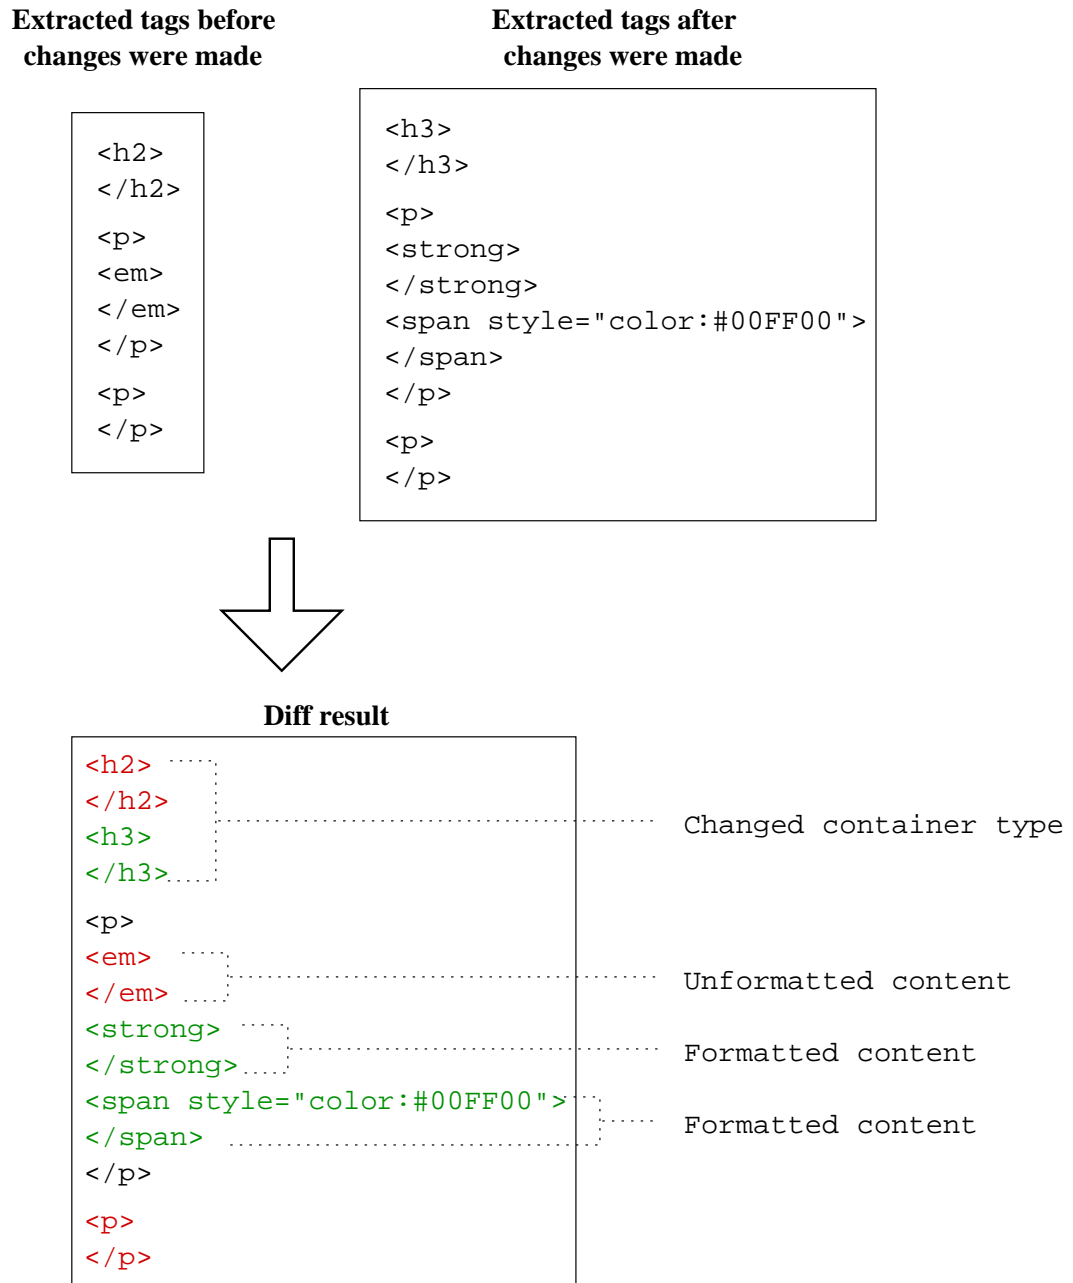 Extracted tags before
changes were made
<h2>
</h2>
<p>
<em>
</em>
</p>
<p>
</p>
Extracted tags after
changes were made
<h3>
</h3>
<p>
<strong>
</strong>
<span style="color:#00FF00">
</span>
</p>
<p>
</p>
Diff result
<h2>
</h2>
<h3>
</h3>
Changed container type
<p>
<em>
</em>
Unformatted content
<strong>
</strong>
Formatted content
<span style="color:#00FF00">
</span>
Formatted content
</p>
<p>
</p>